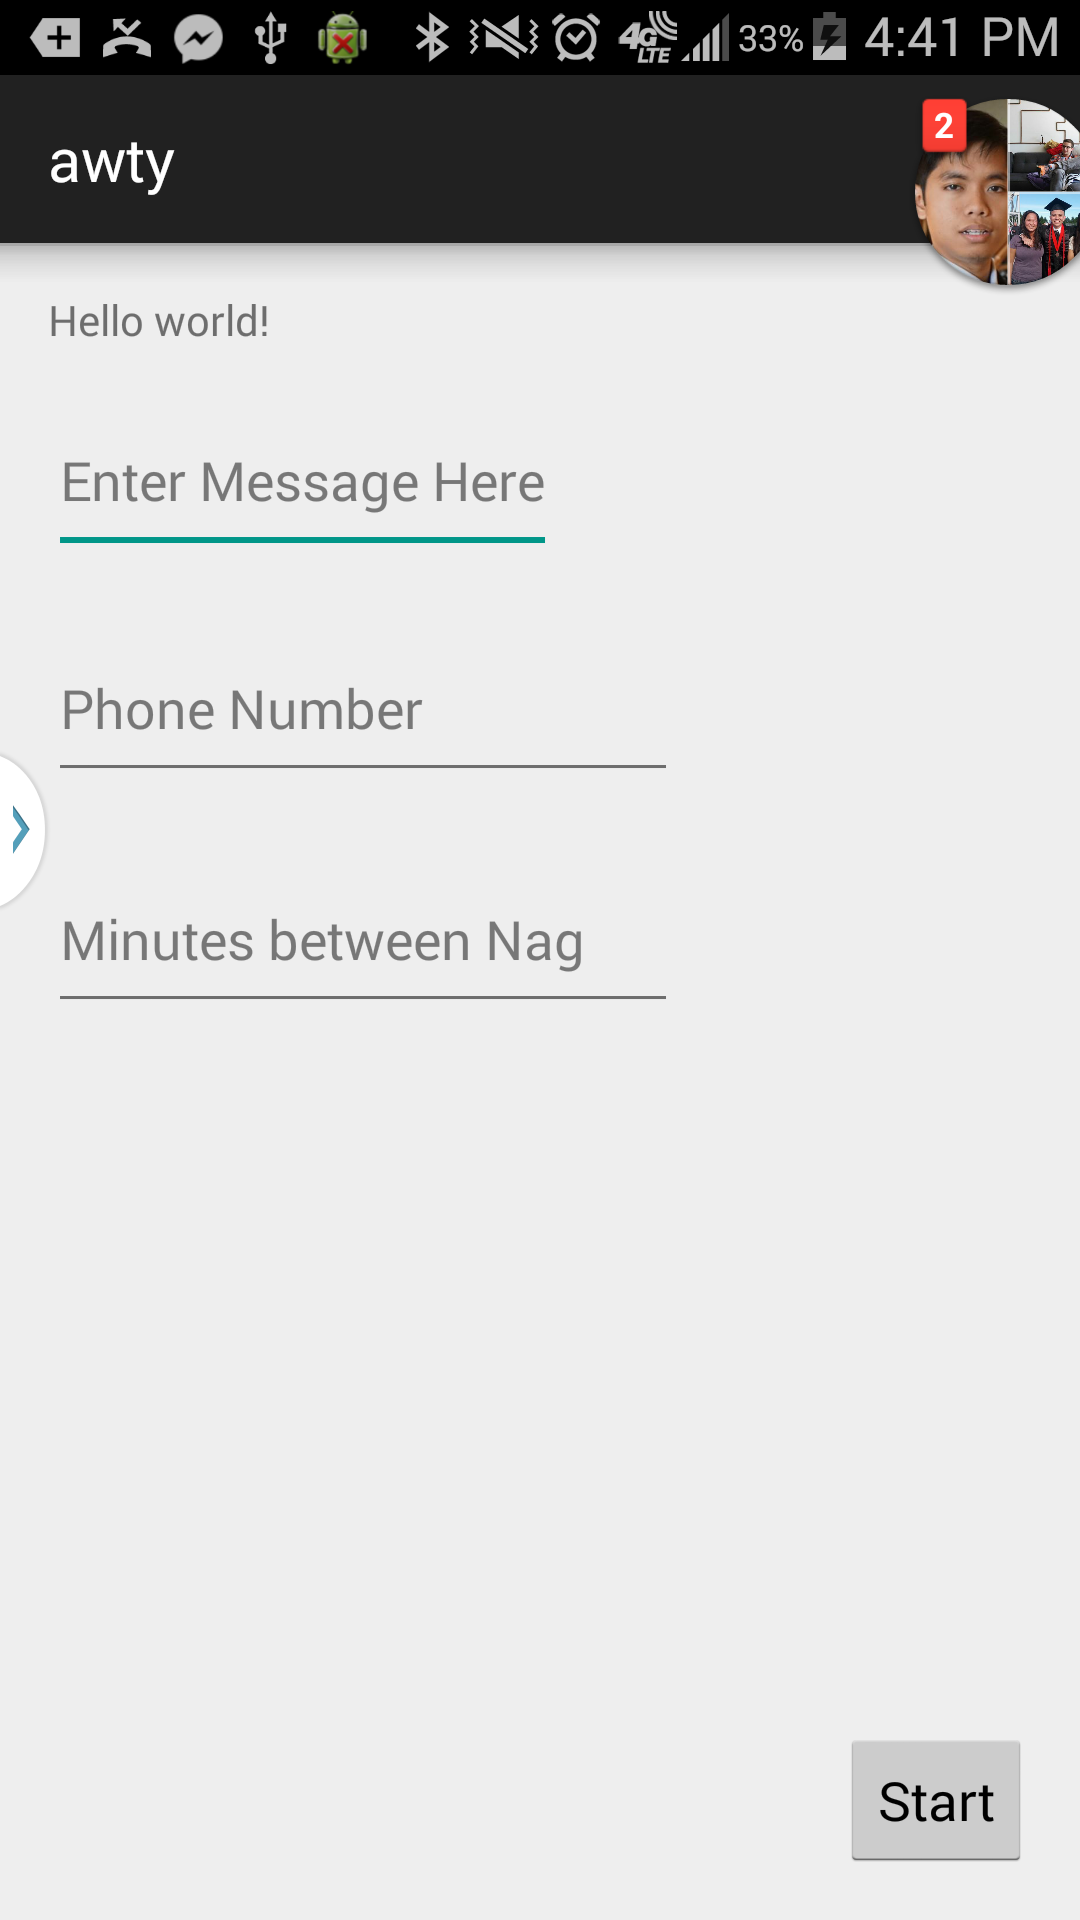 4G LTE 33% 4:41 PM
awty
2
Hello world!
Enter Message Here
Phone Number
Minutes between Nag
Start